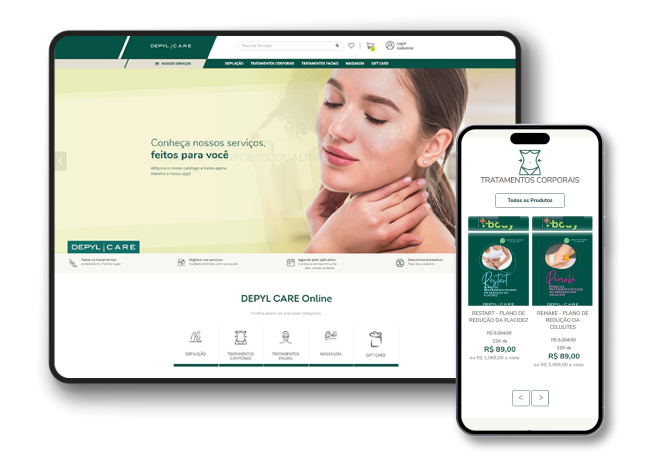 DEPYL|CARE
Procurar Serviços
Login
Cadastrar
NOSSOS SERVIÇOS
DEPILAÇÃO TRATAMENTOS CORPORAIS TRATAMENTOS FACIAIS MASSAGEM GIFT CARD
Conheça nossos serviços,
feitos para você
Adquira o nosso catálogo e baixe agora
mesmo o nosso app!
DEPYL|CARE
Todos os tratamentos
Higiene nos serviços
Agende pelo aplicativo
Descontos exclusivos
DEPYL CARE Online
Confira abaixo as principais categorias
DEPILAÇÃO
TRATAMENTOS
CORPORAIS
TRATAMENTOS
FACIAIS
MASSAGEM
GIFT CARD
TRATAMENTOS CORPORAIS
Todos os Produtos
body
Restart
DEPYL|CARE
RESTART - PLANO DE
REDUÇÃO DA FLACIDEZ
R$ 3.204,00
12X de
R$ 89,00
ou R$ 1.068,00 a vista
body
Remake
DEPYL|CARE
REMAKE - PLANO DE
REDUÇÃO DA
CELULITES
R$ 3.204,00
12X de
R$ 89,00
ou R$ 1.068,00 a vista
< >